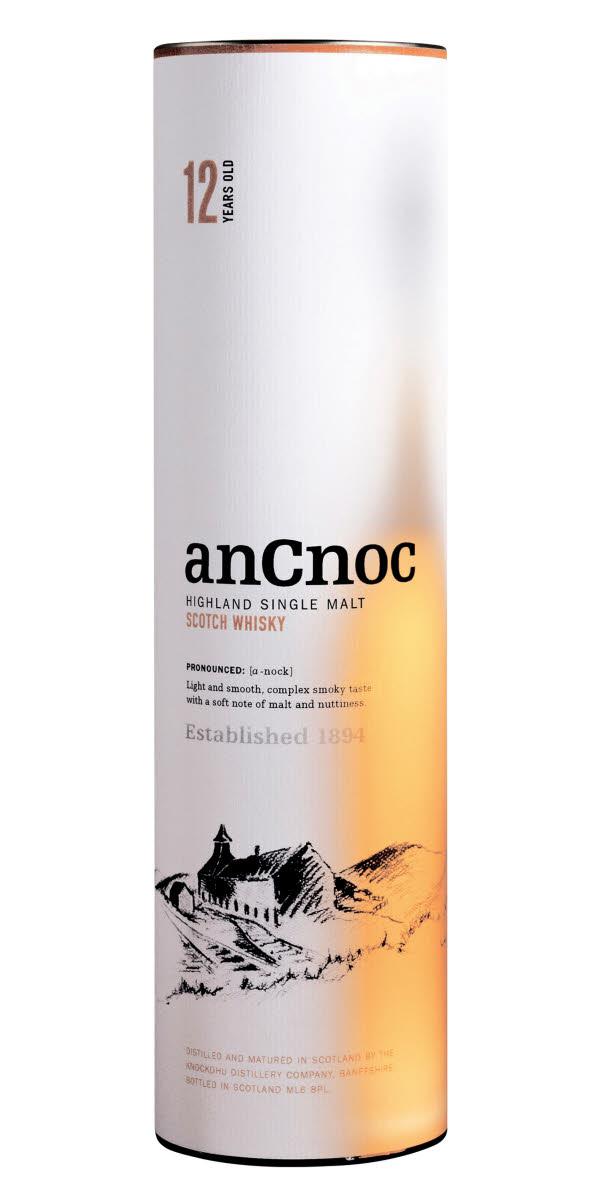 12
YEARS OLD
anCnoc
HIGHLAND SINGLE MALT
SCOTCH WHISKY
PRONOUNCED: [a-nock]
Light and smooth, complex smoky taste
with a soft note of malt and nuttiness.
Established 1894
DISTILLED AND MATURED IN SCOTLAND BY THE
KNOCKDHU DISTILLERY COMPANY, BANFFSHIRE
BOTTLED IN SCOTLAND ML6 8PL.